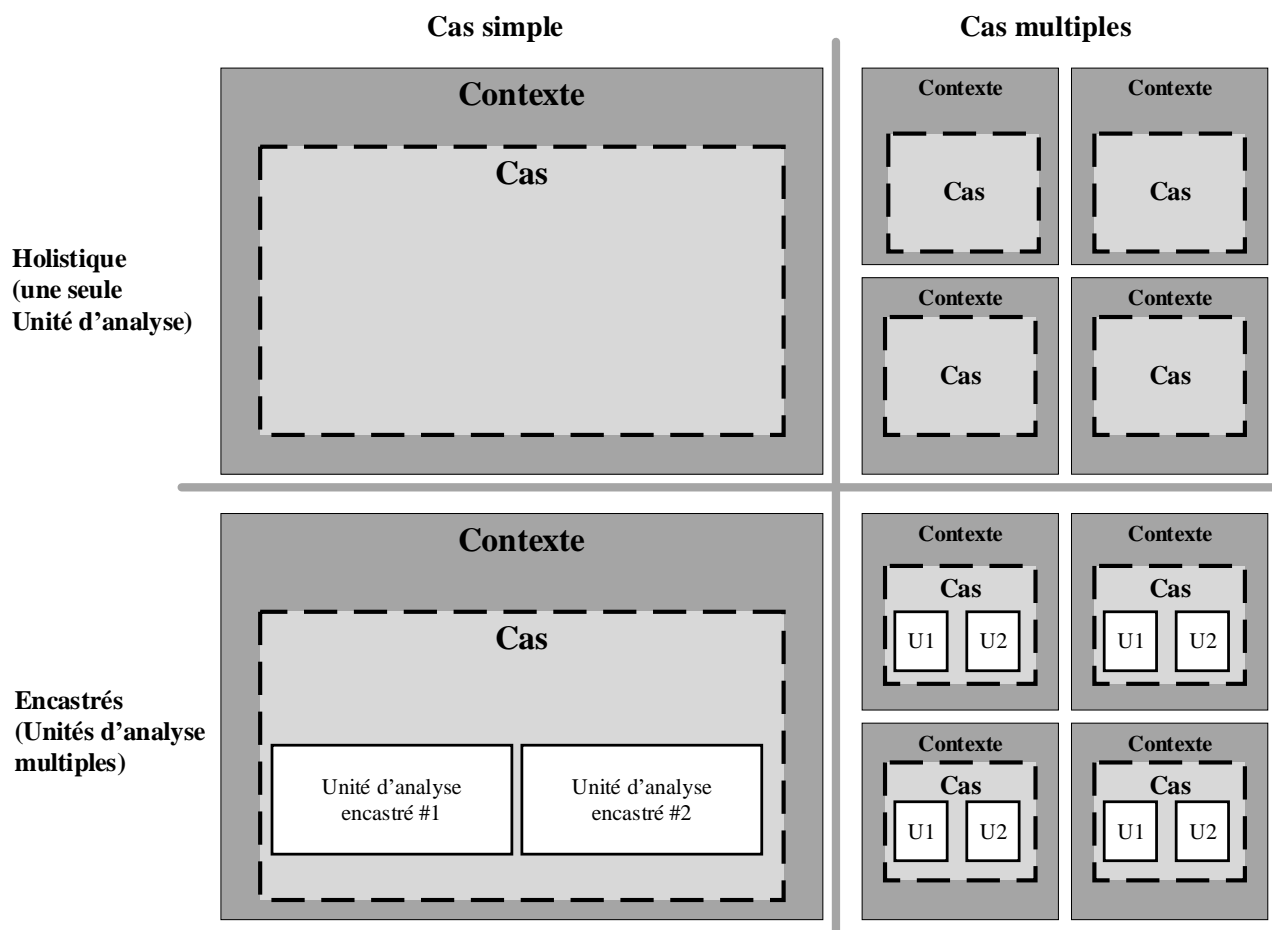 Cas simple
Cas multiples
Holistique
(une seule
Unité d'analyse)
Contexte
Cas
Contexte
Contexte
Cas
Cas
Contexte
Contexte
Cas
Cas
Encastrés
(Unités d'analyse
multiples)
Contexte
Cas
Unité d'analyse
encastré #1
Unité d'analyse
encastré #2
Contexte
Contexte
Cas
Cas
U1
U2
U1
U2
Contexte
Contexte
Cas
Cas
U1
U2
U1
U2